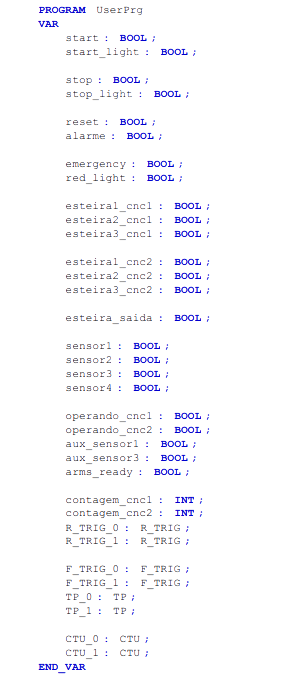 PROGRAM UserPrg
VAR
start : BOOL ;
start_light : BOOL ;
stop : BOOL ;
stop_light : BOOL ;
reset : BOOL ;
alarme : BOOL ;
emergency : BOOL ;
red_light : BOOL ;
esteira1_cnc1 : BOOL ;
esteira2_cnc1 : BOOL ;
esteira3_cnc1 : BOOL ;
esteira1_cnc2 : BOOL ;
esteira2_cnc2 : BOOL ;
esteira3_cnc2 : BOOL ;
esteira_saida : BOOL ;
sensor1 : BOOL ;
sensor2 : BOOL ;
sensor3 : BOOL ;
sensor4 : BOOL ;
operando_cnc1 : BOOL ;
operando_cnc2 : BOOL ;
aux_sensor1 : BOOL ;
aux_sensor3 : BOOL ;
arms_ready : BOOL ;
contagem_cnc1 : INT ;
contagem_cnc2 : INT ;
R_TRIG_0 : R_TRIG ;
R_TRIG_1 : R_TRIG ;
F_TRIG_0 : F_TRIG ;
F_TRIG_1 : F_TRIG ;
TP_0 : TP ;
TP_1 : TP ;
CTU_0 : CTU ;
CTU_1 : CTU ;
END_VAR